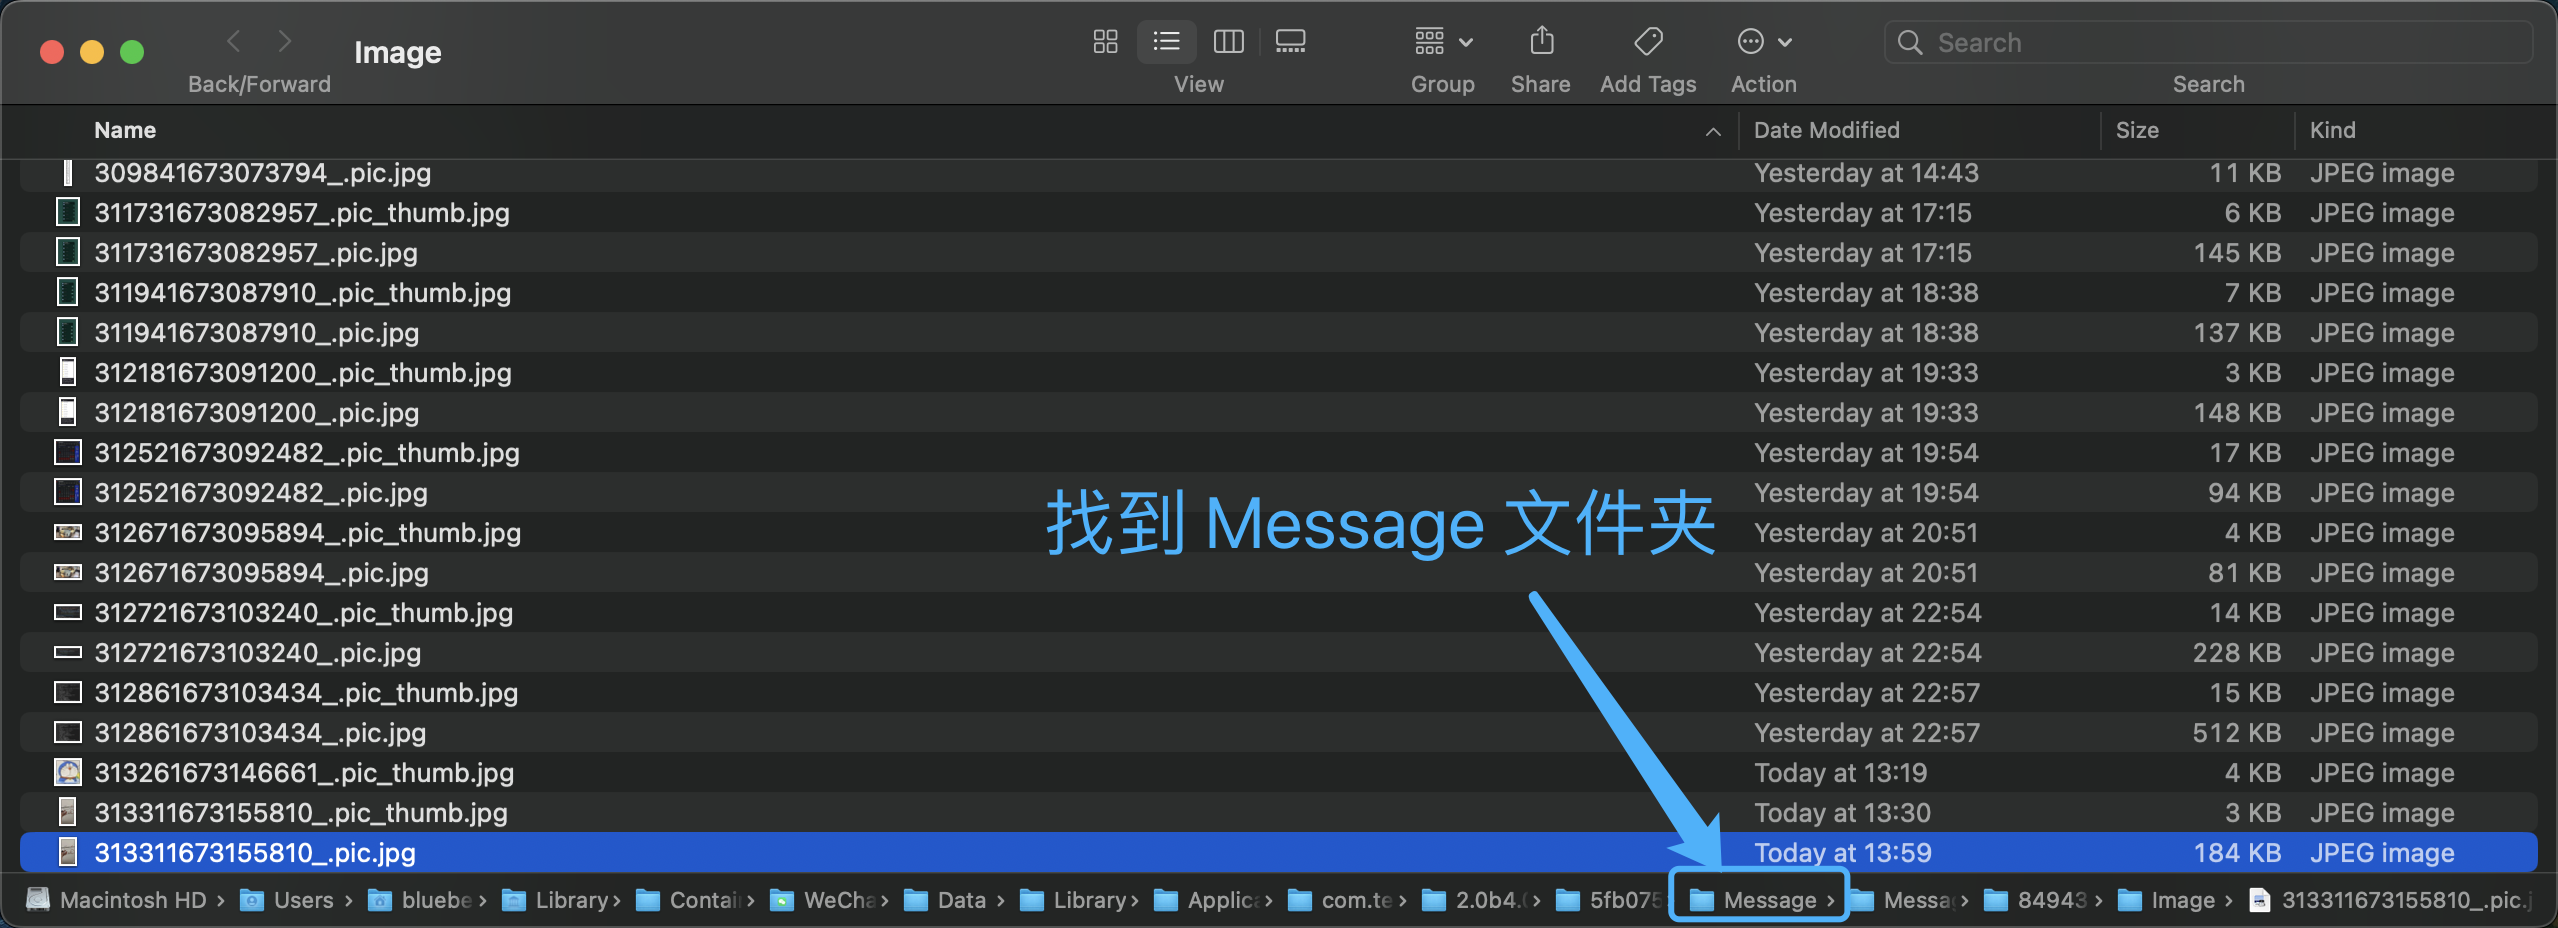 Image
Back/Forward
View
Group
Share
Add Tags
Action
Search
Search
Name Date Modified Size Kind
309841673073794_.pic.jpg Yesterday at 14:43 11 KB JPEG image
311731673082957_.pic_thumb.jpg Yesterday at 17:15 6 KB JPEG image
311731673082957_.pic.jpg Yesterday at 17:15 145 KB JPEG image
311941673087910_.pic_thumb.jpg Yesterday at 18:38 7 KB JPEG image
311941673087910_.pic.jpg Yesterday at 18:38 137 KB JPEG image
312181673091200_.pic_thumb.jpg Yesterday at 19:33 3 KB JPEG image
312181673091200_.pic.jpg Yesterday at 19:33 148 KB JPEG image
312521673092482_.pic_thumb.jpg Yesterday at 19:54 17 KB JPEG image
312521673092482_.pic.jpg Yesterday at 19:54 94 KB JPEG image
312671673095894_.pic_thumb.jpg Yesterday at 20:51 4 KB JPEG image
312671673095894_.pic.jpg Yesterday at 20:51 81 KB JPEG image
312721673103240_.pic_thumb.jpg Yesterday at 22:54 14 KB JPEG image
312721673103240_.pic.jpg Yesterday at 22:54 228 KB JPEG image
312861673103434_.pic_thumb.jpg Yesterday at 22:57 15 KB JPEG image
312861673103434_.pic.jpg Yesterday at 22:57 512 KB JPEG image
313261673146661_.pic_thumb.jpg Today at 13:19 4 KB JPEG image
313311673155810_.pic_thumb.jpg Today at 13:30 3 KB JPEG image
313311673155810_.pic.jpg Today at 13:59 184 KB JPEG image
找到 Message 文件夹
Macintosh HD › Users › bluebe › Library › Contai › WeCha › Data › Library › Applic › com.te › 2.0b4. › 5fb075 Message › Messa › 84943 › Image › 313311673155810_.pic.j